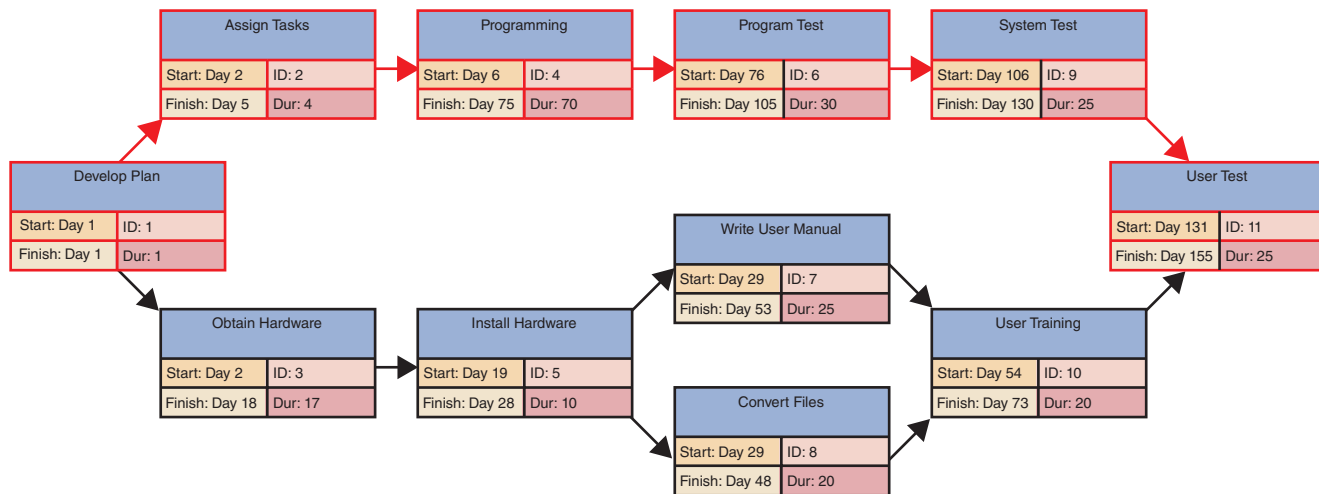 Assign Tasks
Start: Day 2 ID: 2
Finish: Day 5 Dur: 4
Programming
Start: Day 6 ID: 4
Finish: Day 75 Dur: 70
Program Test
Start: Day 76 ID: 6
Finish: Day 105 Dur: 30
System Test
Start: Day 106 ID: 9
Finish: Day 130 Dur: 25
Develop Plan
Start: Day 1 ID: 1
Finish: Day 1 Dur: 1
User Test
Start: Day 131 ID: 11
Finish: Day 155 Dur: 25
Write User Manual
Start: Day 29 ID: 7
Finish: Day 53 Dur: 25
Obtain Hardware
Start: Day 2 ID: 3
Finish: Day 18 Dur: 17
Install Hardware
Start: Day 19 ID: 5
Finish: Day 28 Dur: 10
User Training
Start: Day 54 ID: 10
Finish: Day 73 Dur: 20
Convert Files
Start: Day 29 ID: 8
Finish: Day 48 Dur: 20